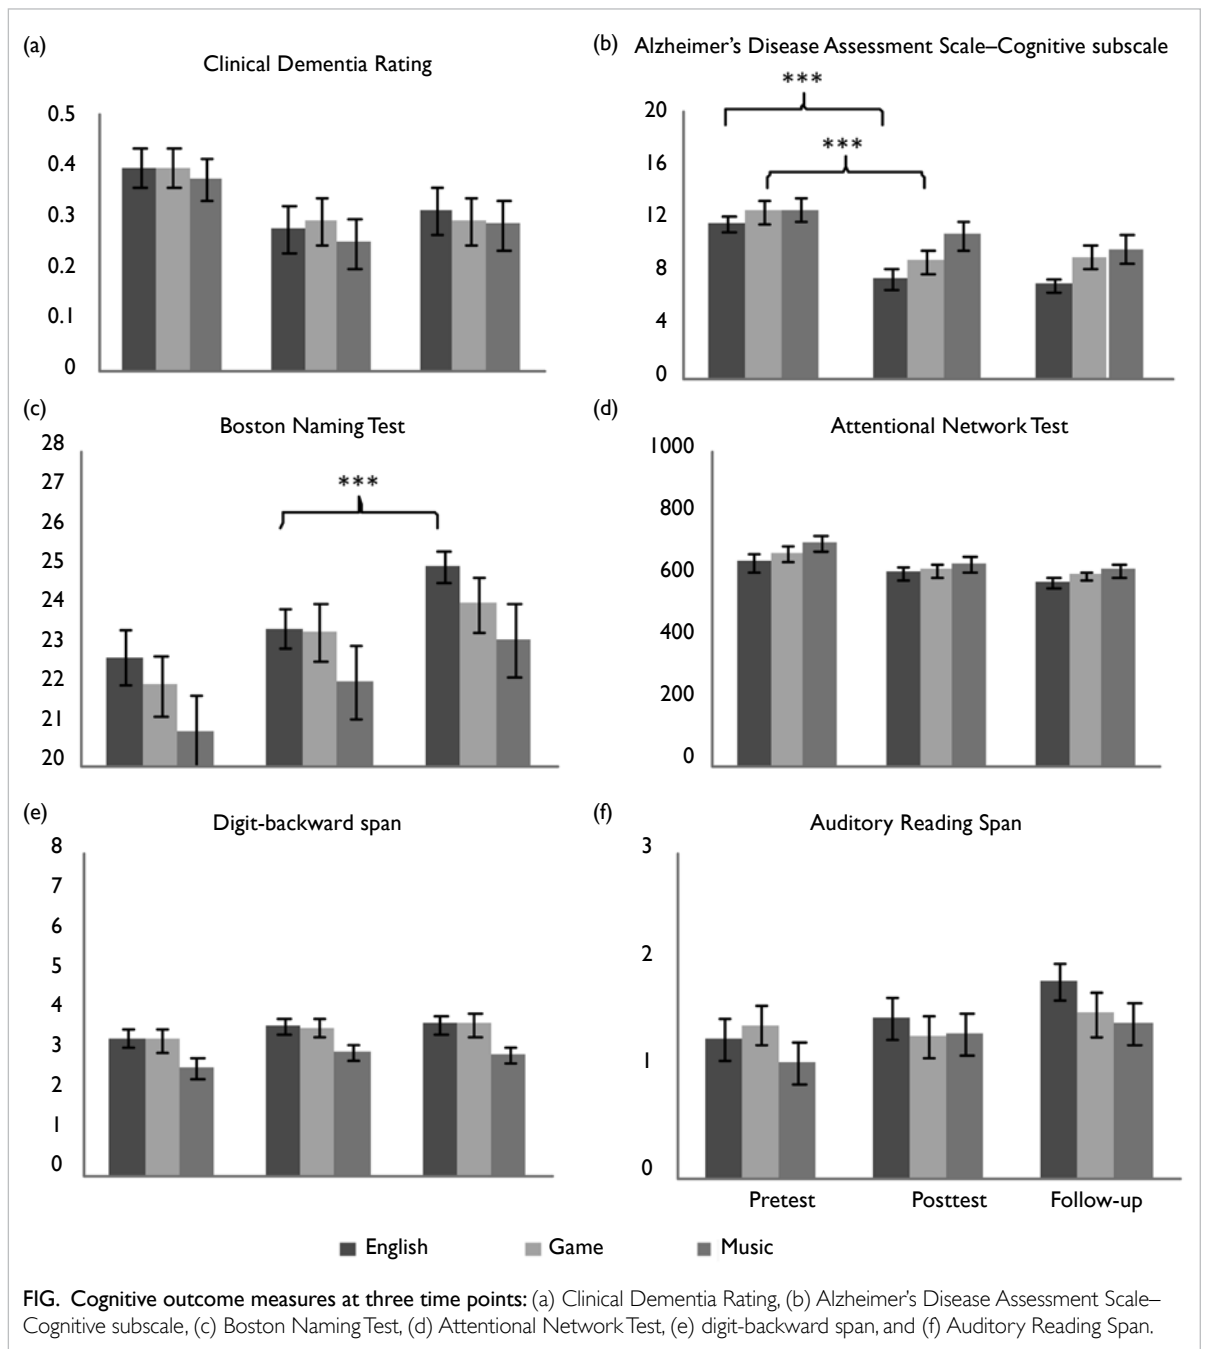 (a)
Clinical Dementia Rating
0.5
0.4
0.3
0.2
0.1
0
(b)
Alzheimer's Disease Assessment Scale–Cognitive subscale
***
***
20
16
12
8
4
0
(c)
Boston Naming Test
***
28
27
26
25
24
23
22
21
20
(d)
Attentional Network Test
1000
800
600
400
200
0
(e)
Digit-backward span
8
7
6
5
4
3
2
1
0
(f)
Auditory Reading Span
3
2
1
0
Pretest Posttest Follow-up
English Game Music
FIG. Cognitive outcome measures at three time points: (a) Clinical Dementia Rating, (b) Alzheimer's Disease Assessment Scale–
Cognitive subscale, (c) Boston Naming Test, (d) Attentional Network Test, (e) digit-backward span, and (f) Auditory Reading Span.